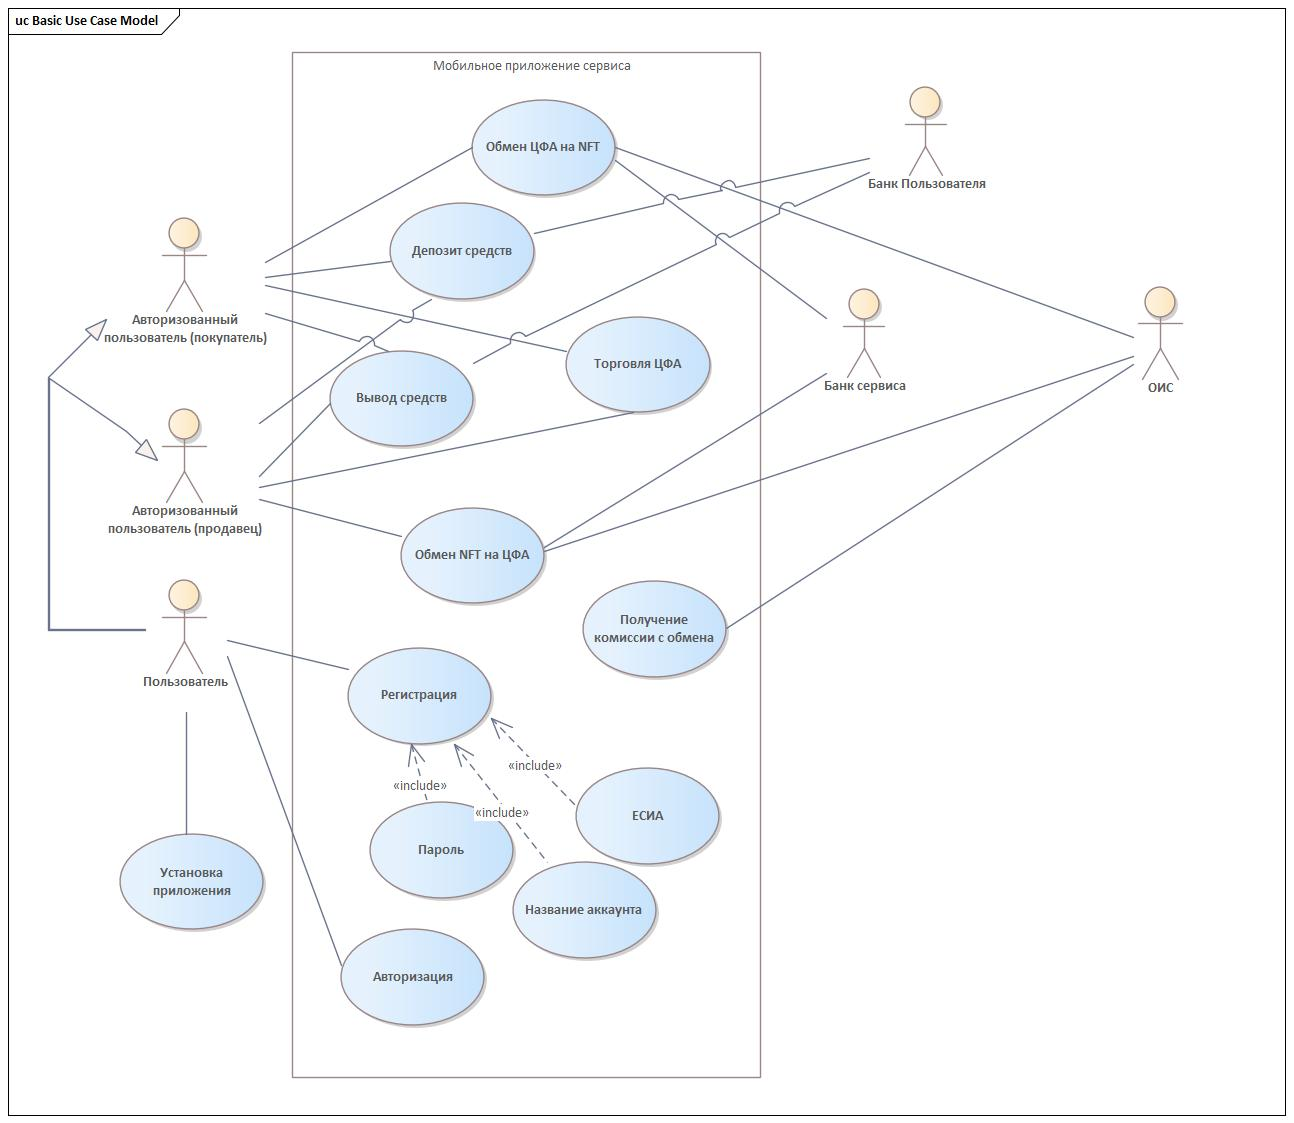 uc Basic Use Case Model
Мобильное приложение сервиса
Обмен ЦФА на NFT
Банк Пользователя
Депозит средств
Авторизованный
пользователь (покупатель)
Торговля ЦФА
Банк сервиса
ОИС
Вывод средств
Авторизованный
пользователь (продавец)
Обмен NFT на ЦФА
Получение
комиссии с обмена
Пользователь
Регистрация
«include»
«include»
«include»
ЕСИА
Пароль
Установка
приложения
Название аккаунта
Авторизация